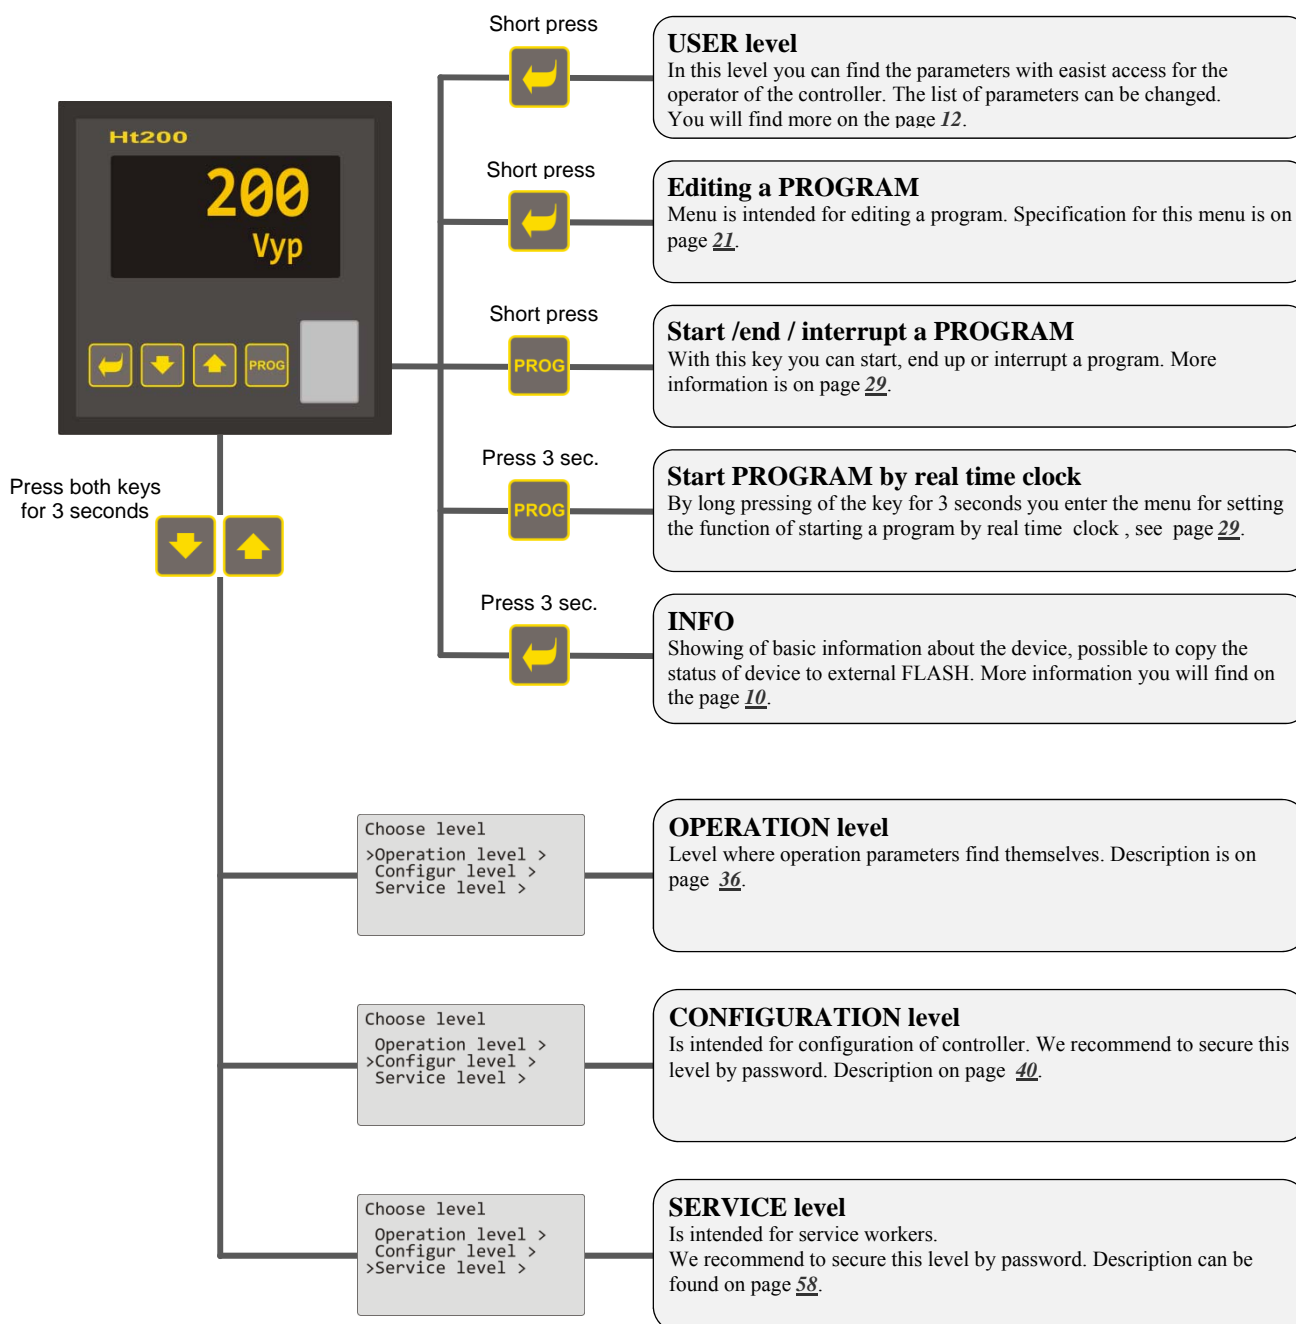 Short press
USER level
In this level you can find the parameters with easist access for the
operator of the controller. The list of parameters can be changed.
You will find more on the page 12.
Ht200
200
Vyp
PROG
Short press
Editing a PROGRAM
Menu is intended for editing a program. Specification for this menu is on
page 21.
Short press
PROG
Start /end / interrupt a PROGRAM
With this key you can start, end up or interrupt a program. More
information is on page 29.
Press 3 sec.
PROG
Start PROGRAM by real time clock
By long pressing of the key for 3 seconds you enter the menu for setting
the function of starting a program by real time clock , see page 29.
Press both keys
for 3 seconds
Press 3 sec.
INFO
Showing of basic information about the device, possible to copy the
status of device to external FLASH. More information you will find on
the page 10.
Choose level
>Operation level >
Configur level >
Service level >
OPERATION level
Level where operation parameters find themselves. Description is on
page 36.
Choose level
Operation level >
>Configur level >
Service level >
CONFIGURATION level
Is intended for configuration of controller. We recommend to secure this
level by password. Description on page 40.
Choose level
Operation level >
Configur level >
>Service level >
SERVICE level
Is intended for service workers.
We recommend to secure this level by password. Description can be
found on page 58.